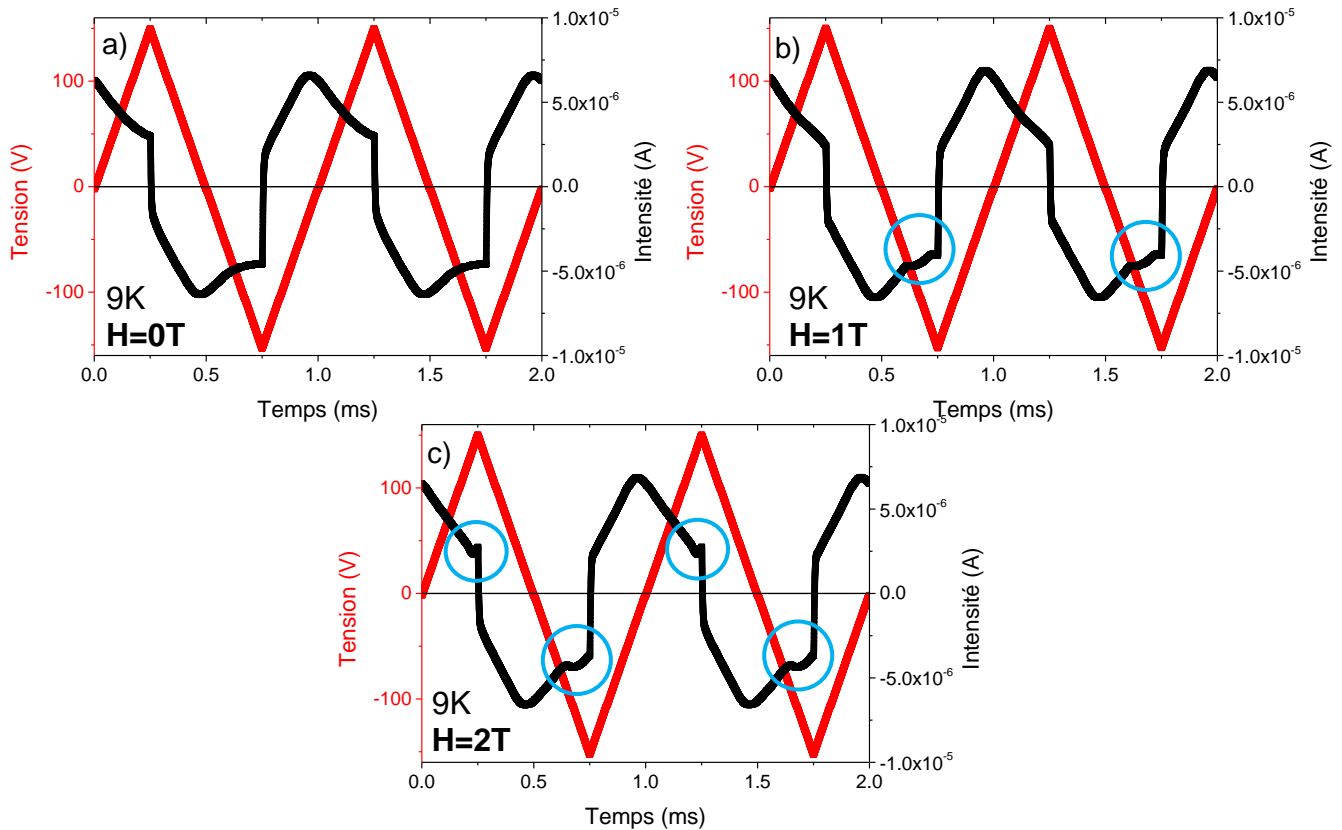 a)
100
0
-100
Tension (V)
1.0x10-5
5.0x10-6
0.0
-5.0x10-6
-1.0x10-5
Intensité (A)
9K
H=0T
0.0 0.5 1.0 1.5 2.0
Temps (ms)
b)
100
0
-100
Tension (V)
1.0x10-5
5.0x10-6
0.0
-5.0x10-6
-1.0x10-5
Intensité (A)
9K
H=1T
0.0 0.5 1.0 1.5 2.0
Temps (ms)
c)
100
0
-100
Tension (V)
1.0x10-5
5.0x10-6
0.0
-5.0x10-6
-1.0x10-5
Intensité (A)
9K
H=2T
0.0 0.5 1.0 1.5 2.0
Temps (ms)